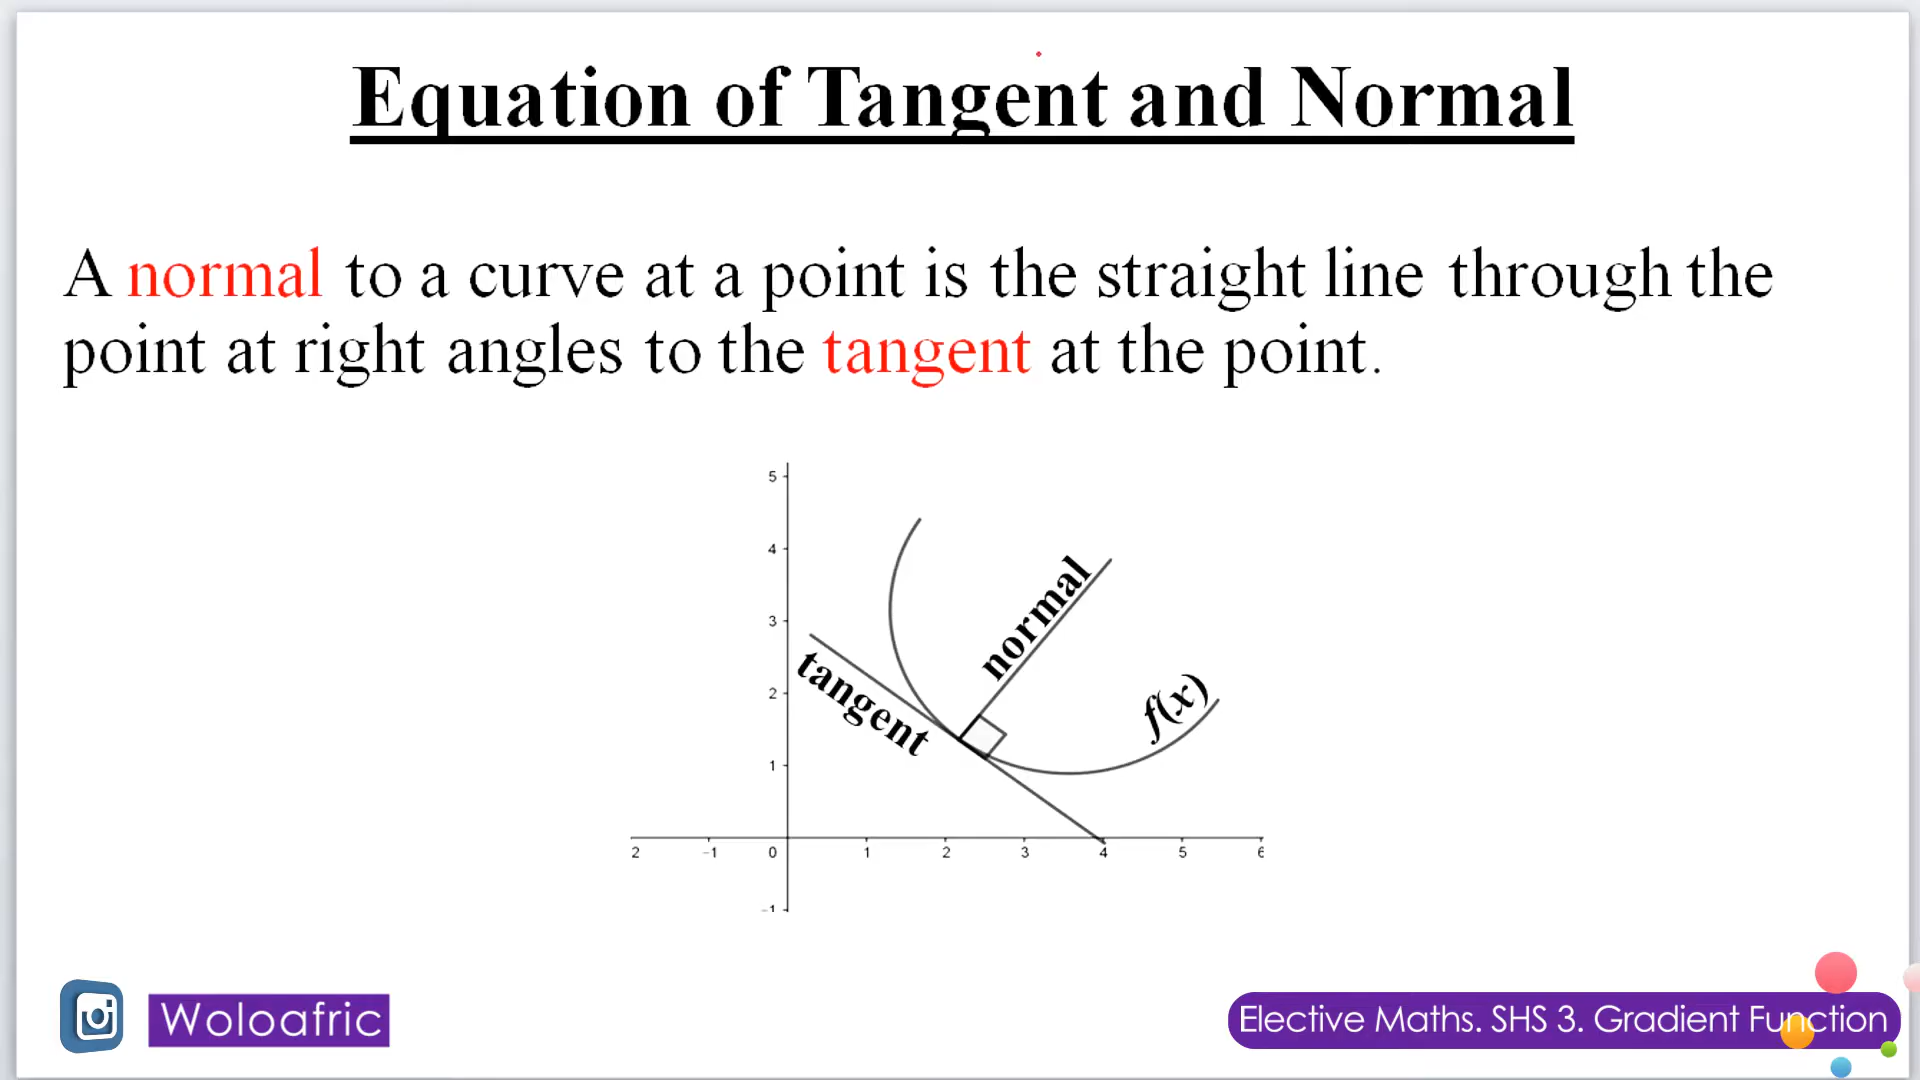 Equation of Tangent and Normal
A normal to a curve at a point is the straight line through the
point at right angles to the tangent at the point.
5
4
normal
3
tangent
f(x)
2
1
2 −1 0 1 2 3 4 5 6
−1
Woloafric
Elective Maths. SHS 3. Gradient Function